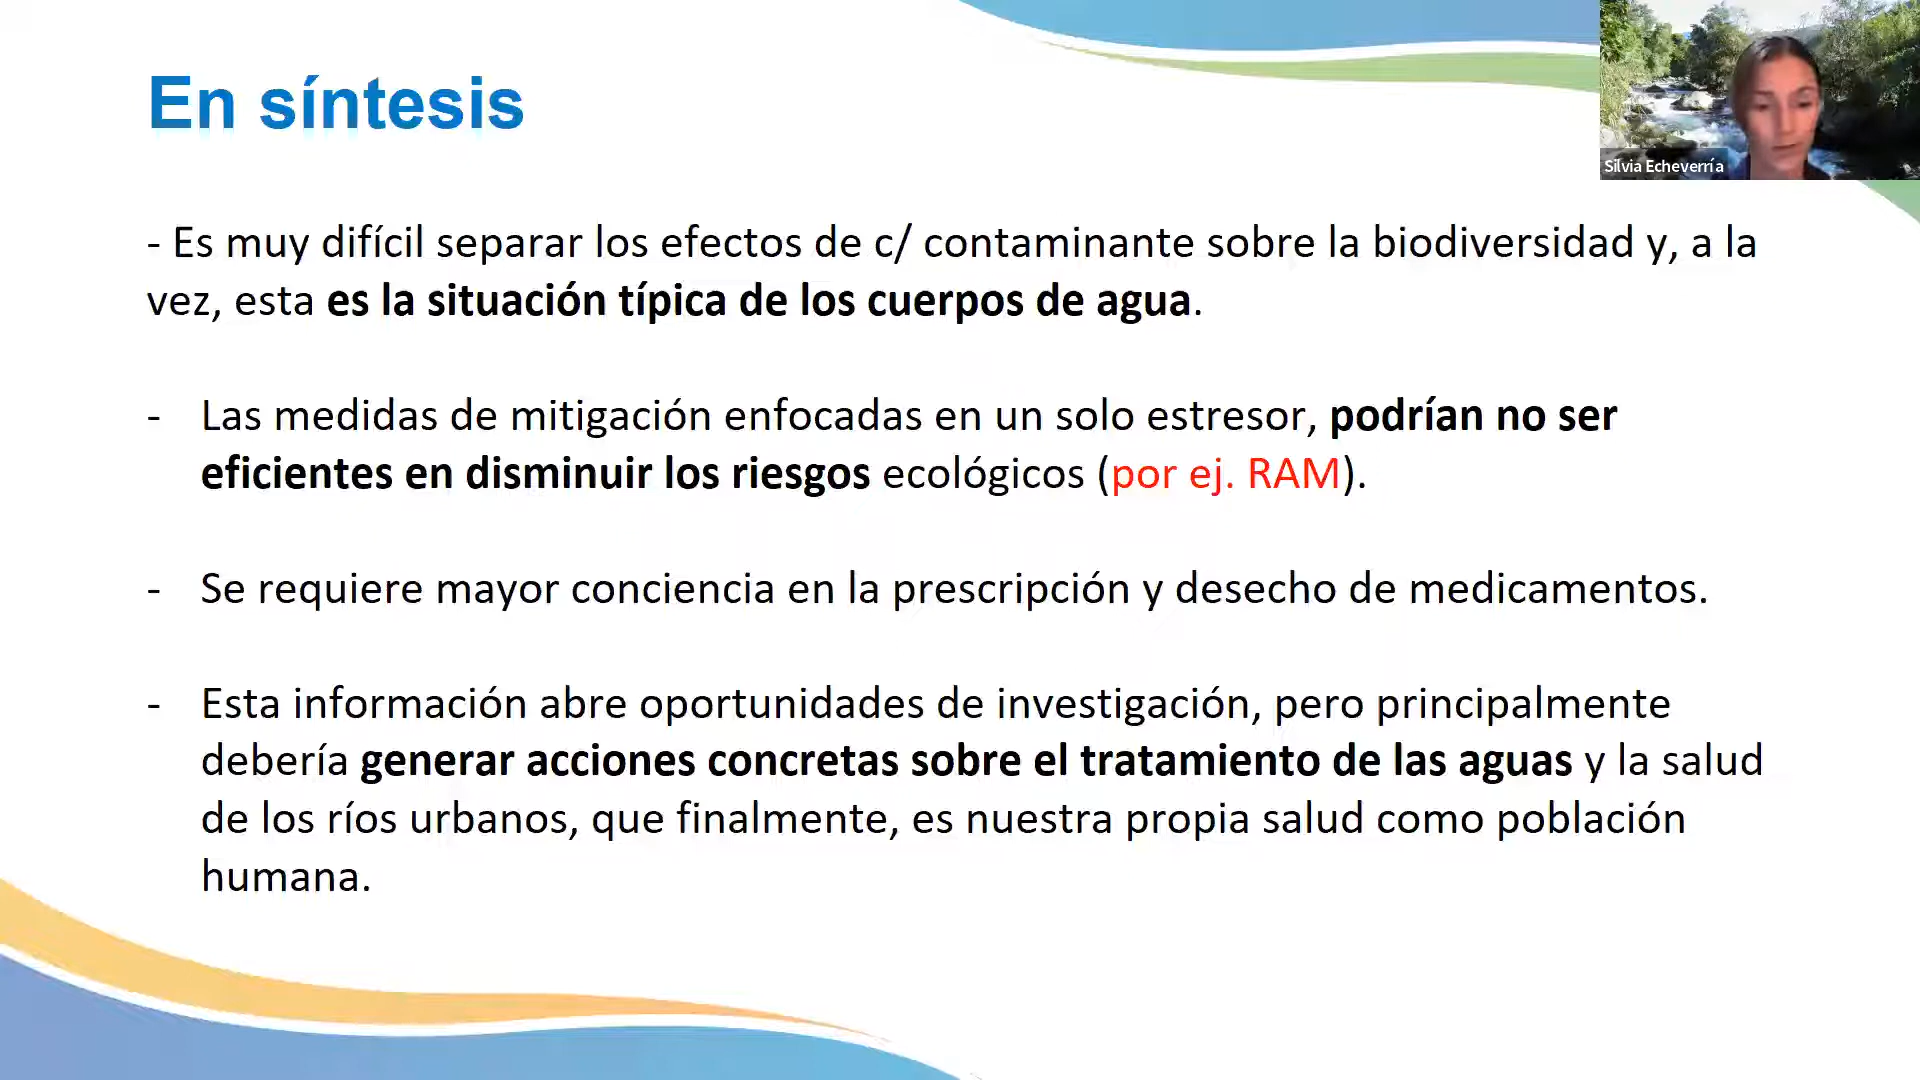 En síntesis
Silvia Echeverría
- Es muy difícil separar los efectos de c/ contaminante sobre la biodiversidad y, a la
vez, esta es la situación típica de los cuerpos de agua.
- Las medidas de mitigación enfocadas en un solo estresor, podrían no ser
eficientes en disminuir los riesgos ecológicos (por ej. RAM).
- Se requiere mayor conciencia en la prescripción y desecho de medicamentos.
- Esta información abre oportunidades de investigación, pero principalmente
debería generar acciones concretas sobre el tratamiento de las aguas y la salud
de los ríos urbanos, que finalmente, es nuestra propia salud como población
humana.